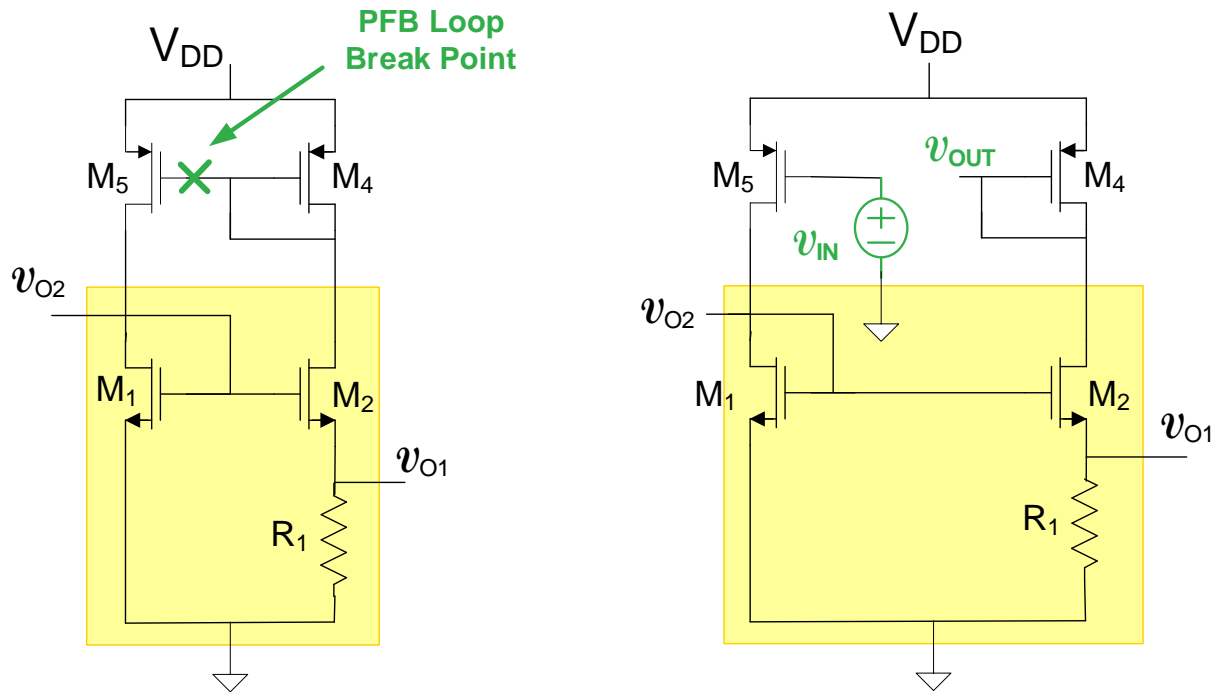 PFB Loop
Break Point
VDD
M5
M4
vO2
M1
M2
vO1
R1
VDD
M5
vOUT
M4
vIN
vO2
M1
M2
vO1
R1